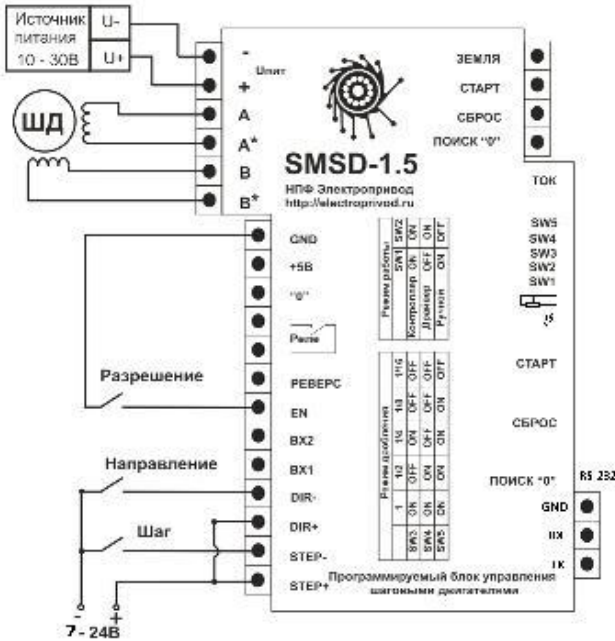 Источник питания 10 - 30В
U-
U+
ШД
-
Uпит
+
A
A*
B
B*
SMSD-1.5
НПФ Электропривод
http://electroprivod.ru
ЗЕМЛЯ
СТАРТ
СБРОС
ПОИСК "0"
ТОК
SW5
SW4
SW3
SW2
SW1
СТАРТ
СБРОС
ПОИСК "0"
RS 232
GND
GND
+5В
"0"
Реле
РЕВЕРС
EN
BX2
BX1
DIR-
DIR+
STEP-
STEP+
Разрешение
Направление
Шаг
- +
7 - 24В
Режим работы SW1 SW2
Контроллер ON ON
Драйвер OFF ON
Ручной ON OFF
Режим дробления 1 1/2 1/4 1/8 1/16
SW3 ON OFF ON OFF OFF
SW4 ON ON OFF OFF OFF
SW5 ON ON ON ON OFF
Программируемый блок управления
шаговыми двигателями